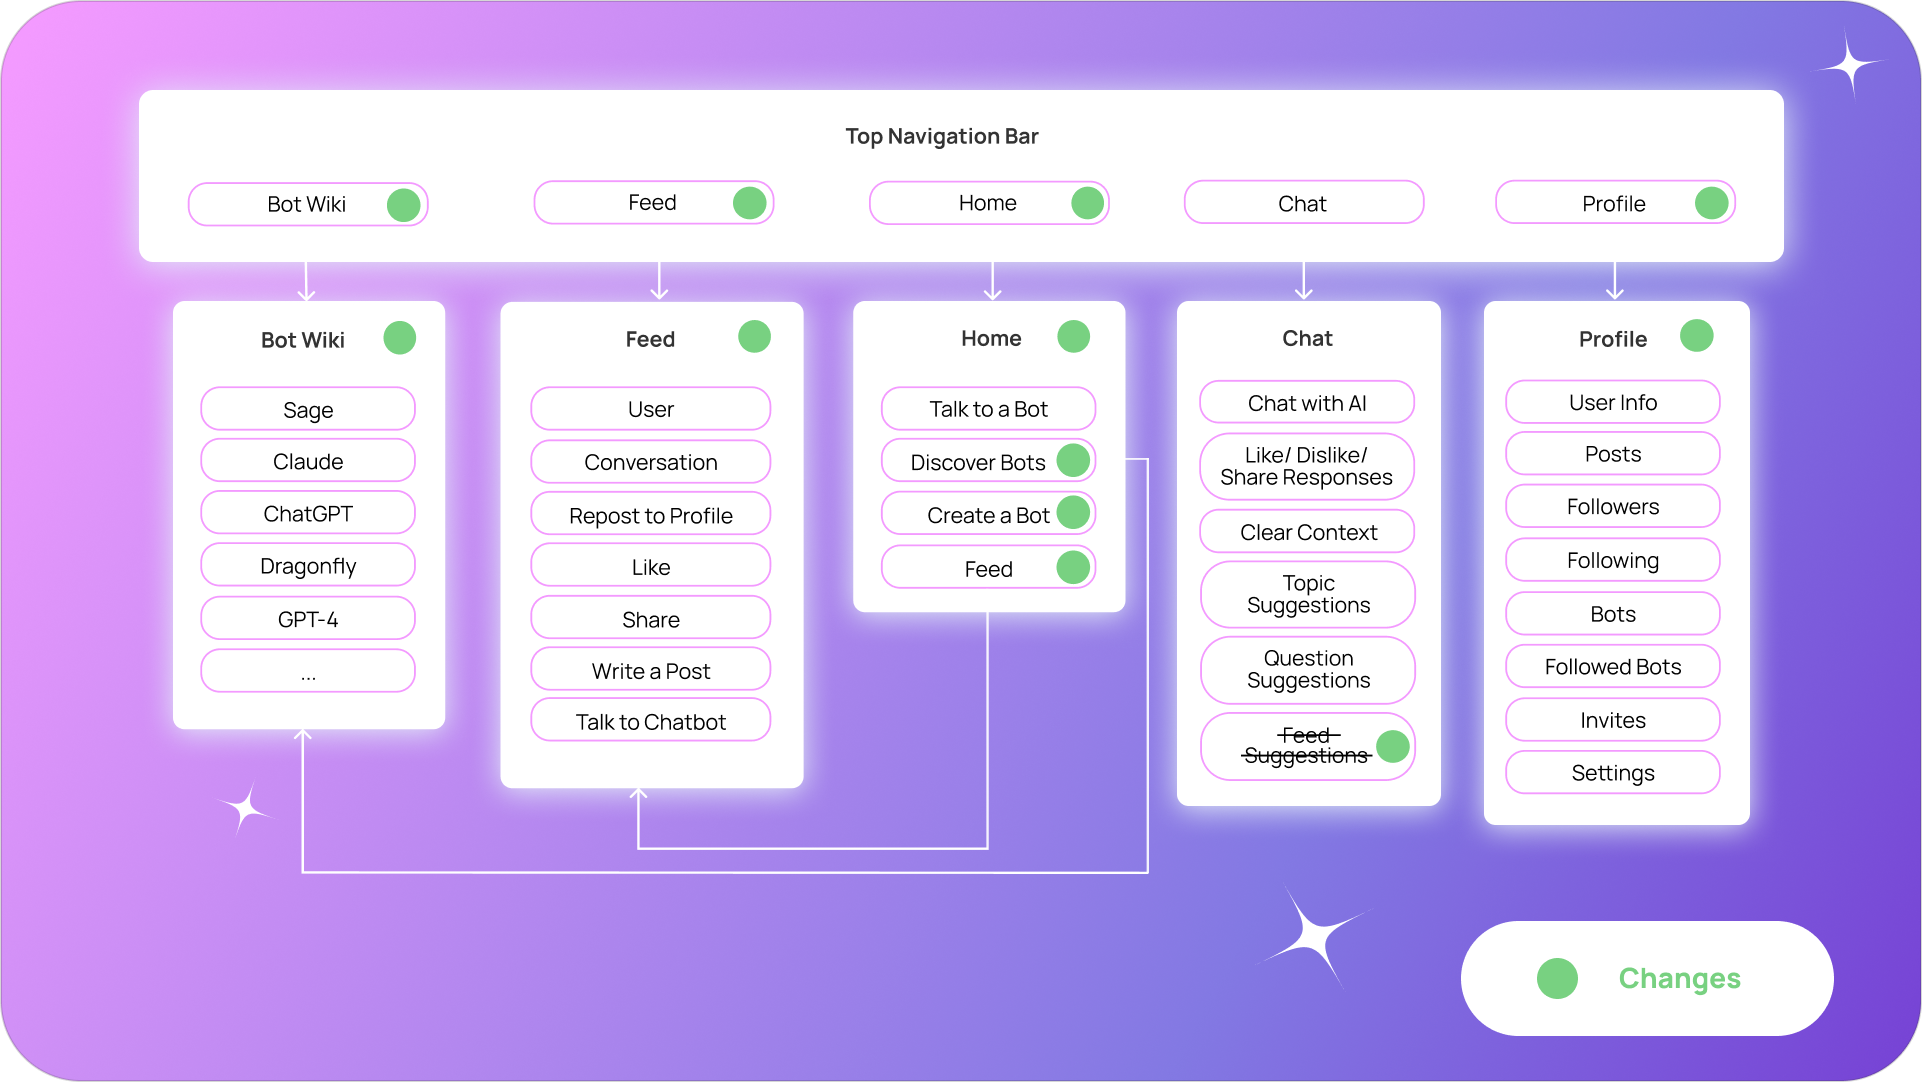 Top Navigation Bar
Bot Wiki
Feed
Home
Chat
Profile
Bot Wiki
Sage
Claude
ChatGPT
Dragonfly
GPT-4
...
Feed
User
Conversation
Repost to Profile
Like
Share
Write a Post
Talk to Chatbot
Home
Talk to a Bot
Discover Bots
Create a Bot
Feed
Chat
Chat with AI
Like/ Dislike/
Share Responses
Clear Context
Topic
Suggestions
Question
Suggestions
Feed
Suggestions
Profile
User Info
Posts
Followers
Following
Bots
Followed Bots
Invites
Settings
Changes